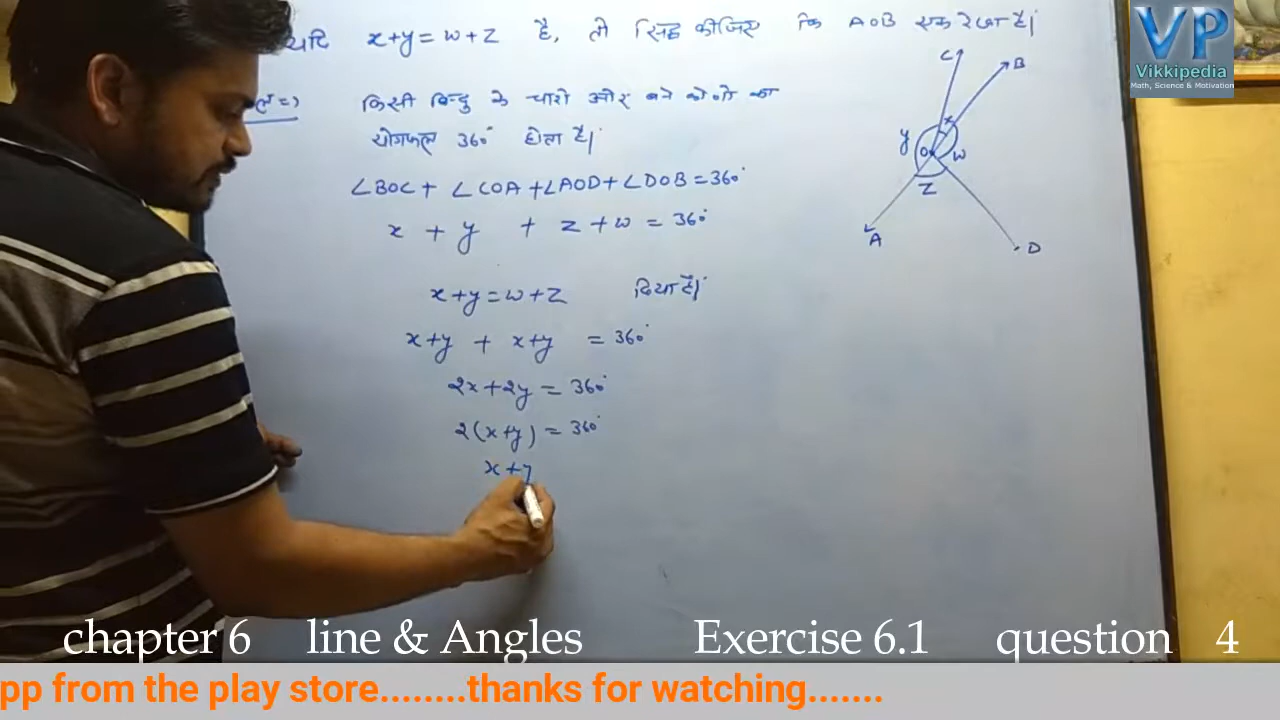 यदि x+y=w+z है, तो सिद्ध कीजिए कि AOB एक रेखा है।
किसी बिन्दु के चारो ओर बने कोणो का
योगफल 360° होता है।
∠BOC+ ∠COA +∠AOD+∠DOB=360°
x + y + z + w = 360°
x+y=w+z दिया है।
x+y + x+y = 360°
2x+2y = 360°
2(x+y) = 360°
x+y
C
B
x
y
O
w
z
A
D
VP
Vikkipedia
Math, Science & Motivation
chapter 6 line & Angles Exercise 6.1 question 4
pp from the play store........thanks for watching.......